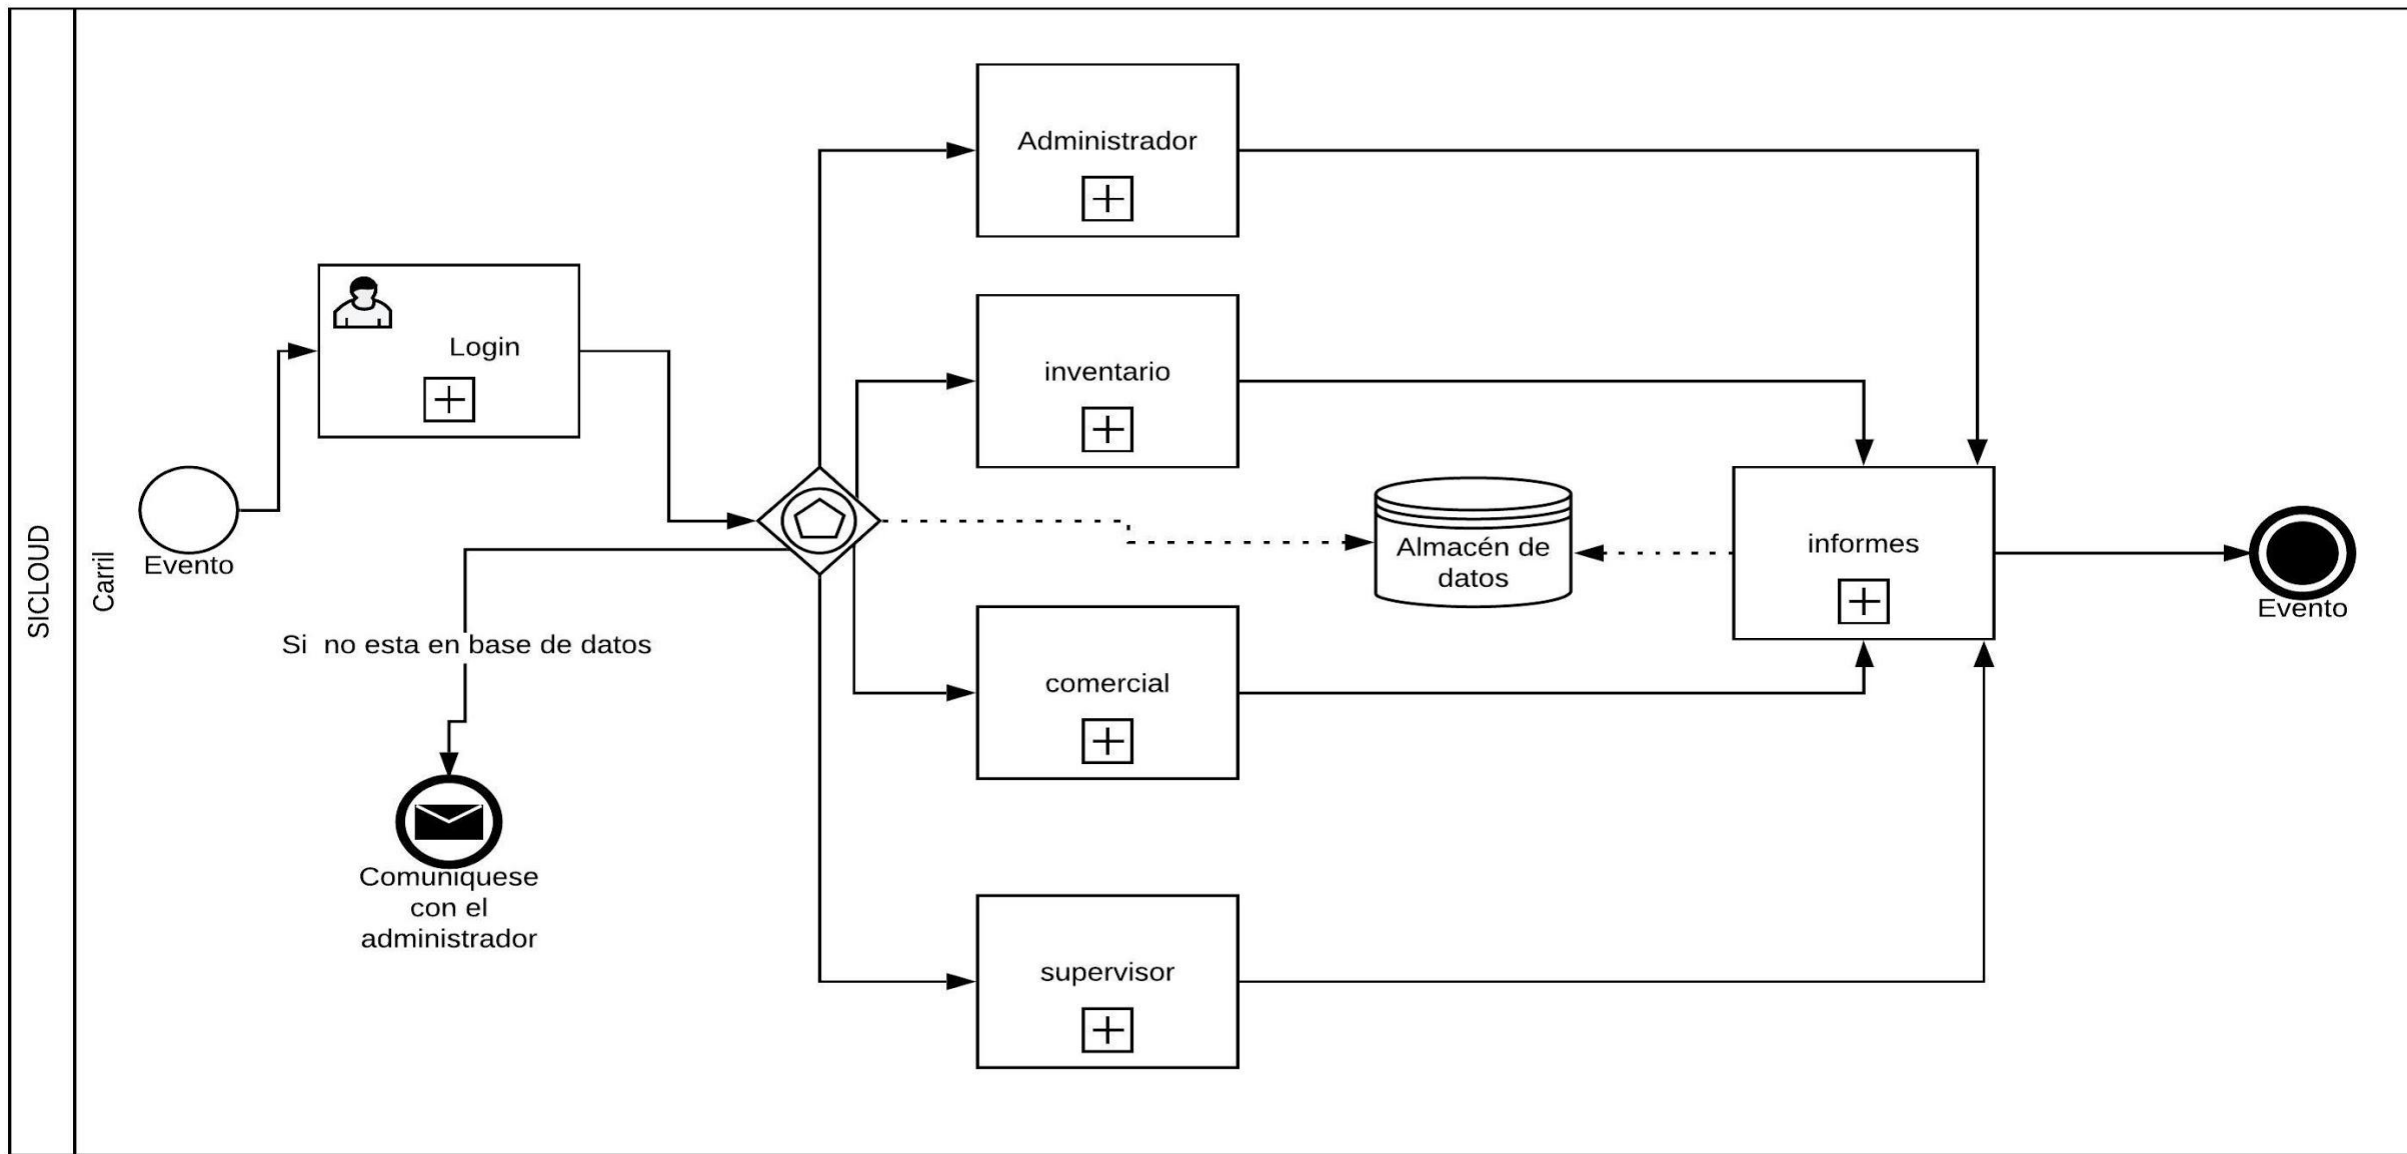 SICLOUD
Carril
Evento
Login
Si  no esta en base de datos
Comuniquese
con el
administrador
Administrador
inventario
comercial
supervisor
Almacén de
datos
informes
Evento